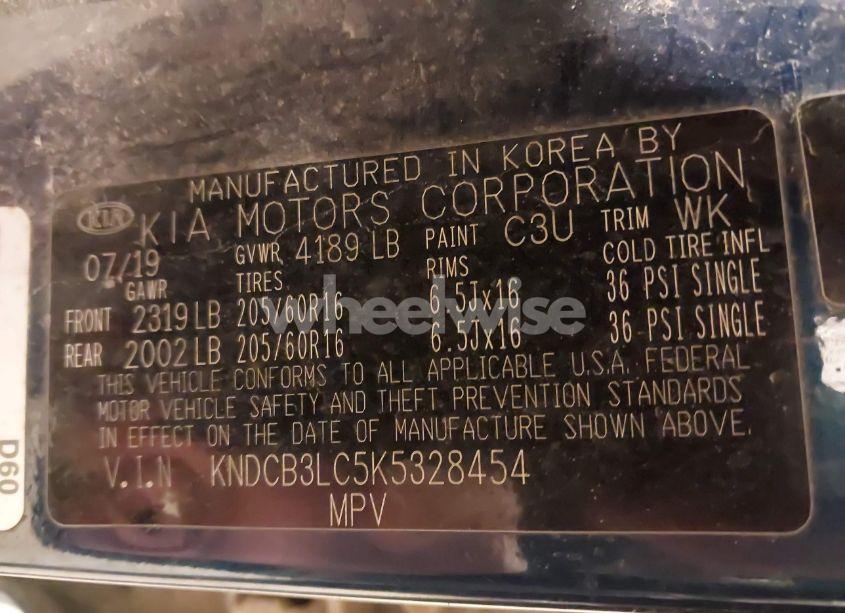 MANUFACTURED IN KOREA BY
KIA KIA MOTORS CORPORATION
07/19 GVWR 4189 LB PAINT C3U TRIM WK
GAWR TIRES RIMS COLD TIRE INFL
FRONT 2319 LB 205/60R16 6.5Jx16 36 PSI SINGLE
REAR 2002 LB 205/60R16 6.5Jx16 36 PSI SINGLE
wheelwise
THIS VEHICLE CONFORMS TO ALL APPLICABLE U.S.A. FEDERAL
MOTOR VEHICLE SAFETY AND THEFT PREVENTION STANDARDS
IN EFFECT ON THE DATE OF MANUFACTURE SHOWN ABOVE.
V.I.N KNDCB3LC5K5328454
MPV
D60